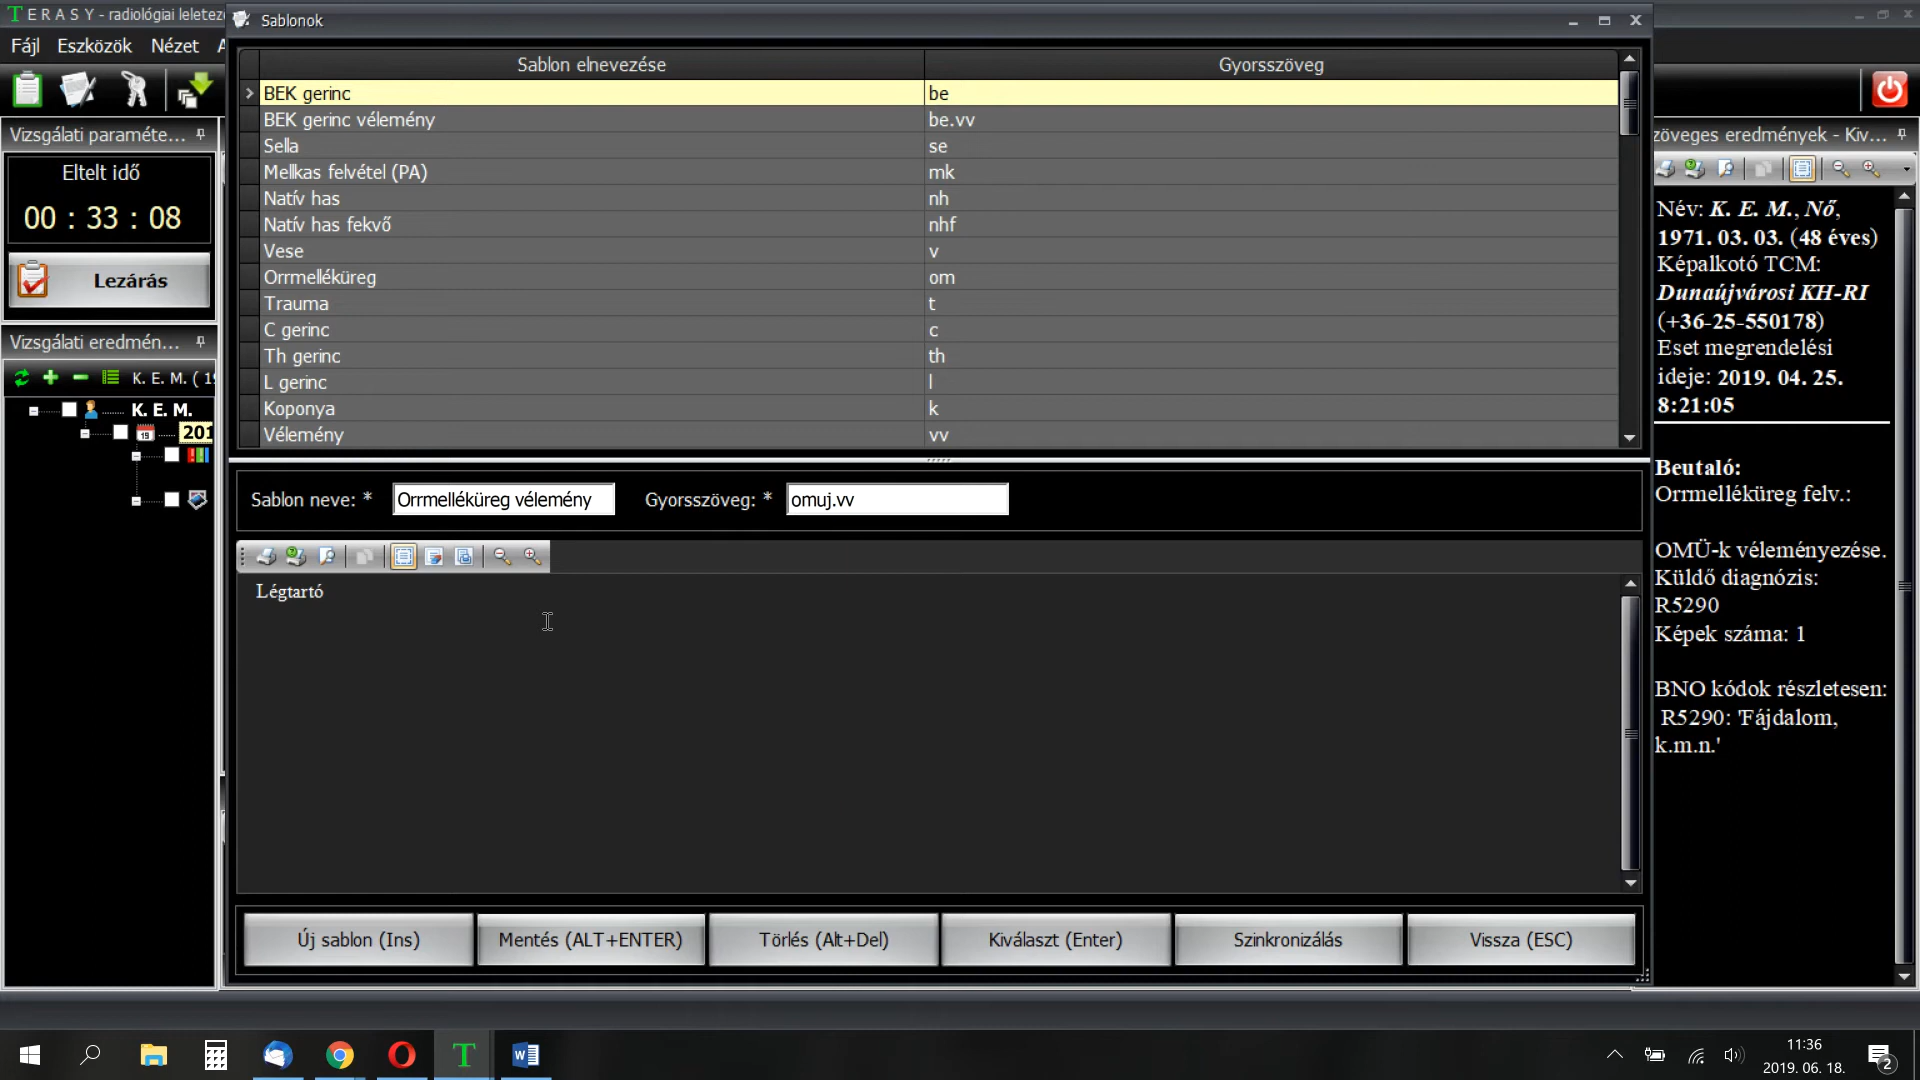 TERASY - radiológiai leletez
Fájl Eszközök Nézet
Vizsgálati paraméte...
Eltelt idő
00 : 33 : 08
Lezárás
Vizsgálati eredmén...
K. E. M. ( 19
K. E. M.
201
Sablonok
Sablon elnevezése Gyorsszöveg
BEK gerinc be
BEK gerinc vélemény be.vv
Sella se
Mellkas felvétel (PA) mk
Natív has nh
Natív has fekvő nhf
Vese v
Orrmelléküreg om
Trauma t
C gerinc c
Th gerinc th
L gerinc l
Koponya k
Vélemény vv
Sablon neve: * Orrmelléküreg vélemény Gyorsszöveg: * omuj.vv
Légtartó
Új sablon (Ins) Mentés (ALT+ENTER) Törlés (Alt+Del) Kiválaszt (Enter) Szinkronizálás Vissza (ESC)
zöveges eredmények - Kiv...
Név: K. E. M., Nő,
1971. 03. 03. (48 éves)
Képalkotó TCM:
Dunaújvárosi KH-RI
(+36-25-550178)
Eset megrendelési
ideje: 2019. 04. 25.
8:21:05
Beutaló:
Orrmelléküreg felv.:
OMÜ-k véleményezése.
Küldő diagnózis:
R5290
Képek száma: 1
BNO kódok részletesen:
R5290: 'Fájdalom,
k.m.n.'
11:36
2019. 06. 18.
2